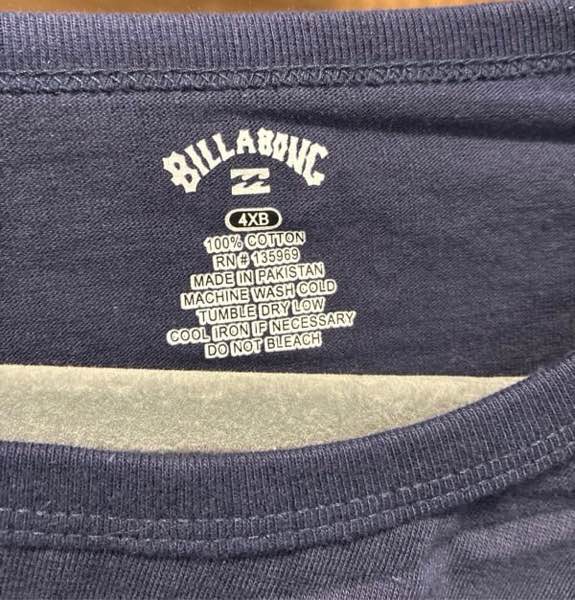 BILLABONG
4XB
100% COTTON
RN # 135969
MADE IN PAKISTAN
MACHINE WASH COLD
TUMBLE DRY LOW
COOL IRON IF NECESSARY
DO NOT BLEACH